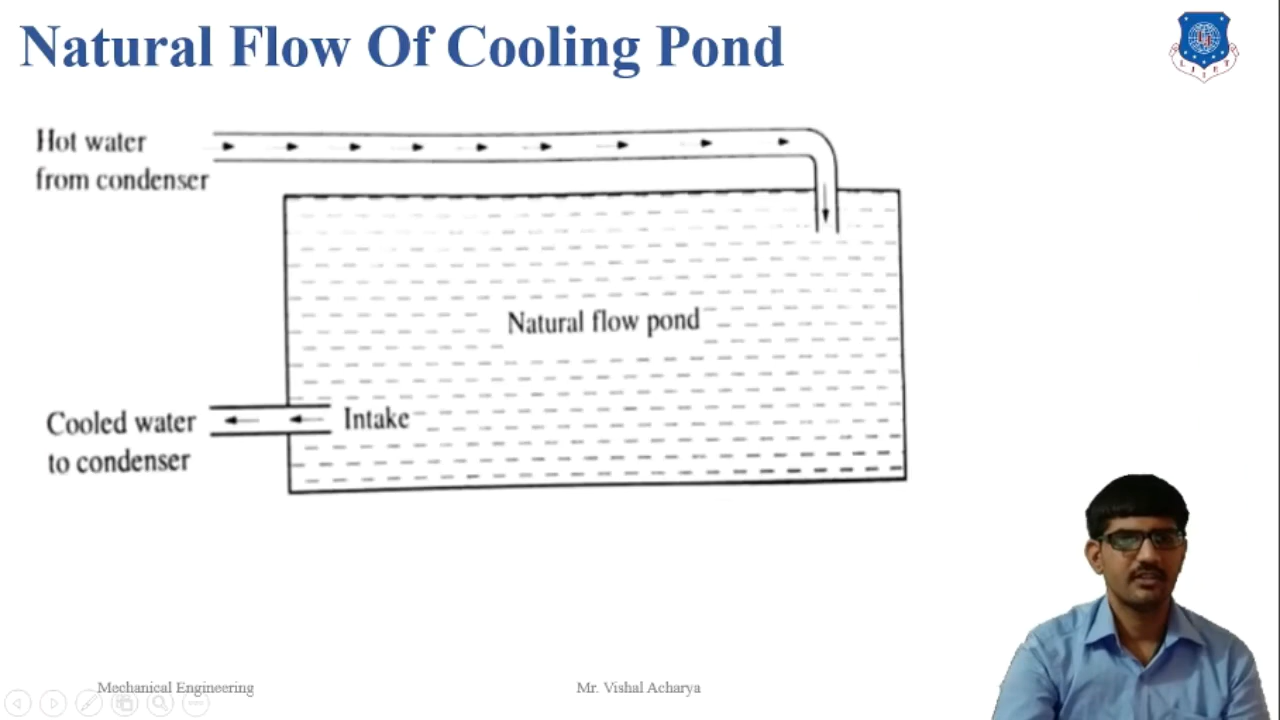 Natural Flow Of Cooling Pond
Hot water
from condenser
Natural flow pond
Intake
Cooled water
to condenser
Mechanical Engineering
Mr. Vishal Acharya